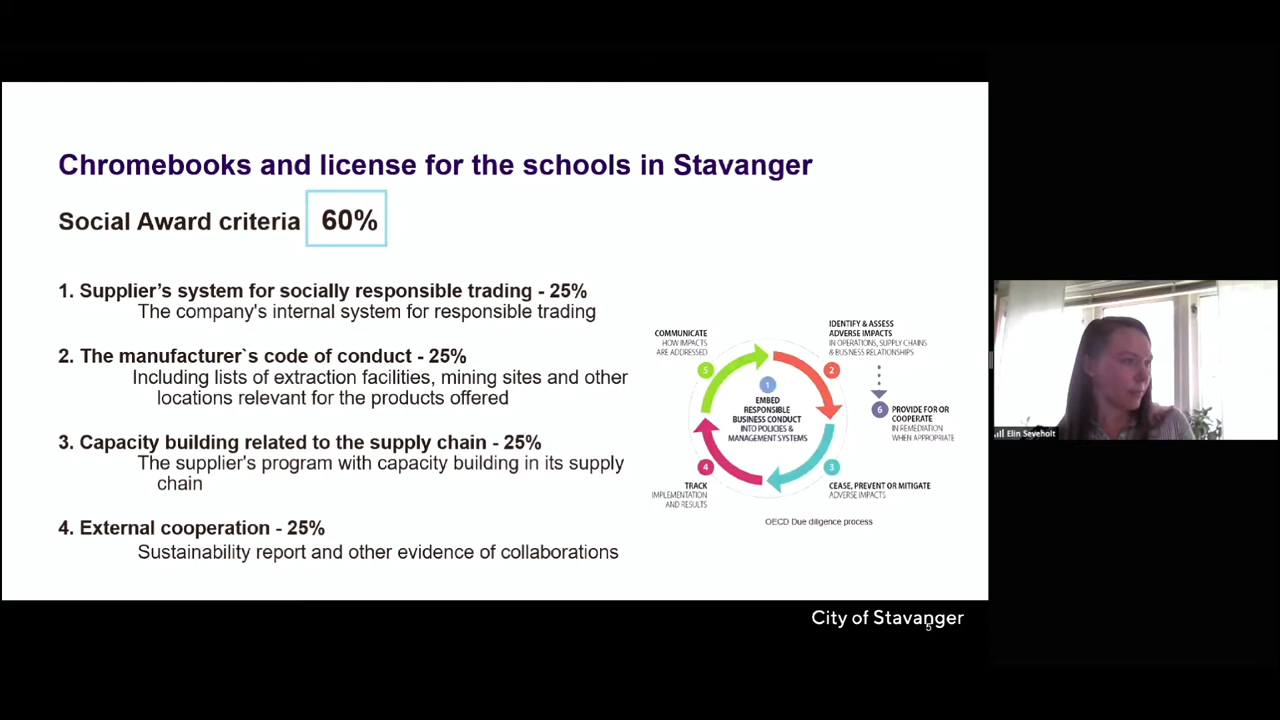 Chromebooks and license for the schools in Stavanger
Social Award criteria 60%
1. Supplier’s system for socially responsible trading - 25%
The company's internal system for responsible trading
2. The manufacturer`s code of conduct - 25%
Including lists of extraction facilities, mining sites and other
locations relevant for the products offered
3. Capacity building related to the supply chain - 25%
The supplier's program with capacity building in its supply
chain
4. External cooperation - 25%
Sustainability report and other evidence of collaborations
COMMUNICATE
HOW IMPACTS
ARE ADDRESSED
5
IDENTIFY & ASSESS
ADVERSE IMPACTS
IN OPERATIONS, SUPPLY CHAINS
& BUSINESS RELATIONSHIPS
2
1
EMBED
RESPONSIBLE
BUSINESS CONDUCT
INTO POLICIES &
MANAGEMENT SYSTEMS
6
PROVIDE FOR OR
COOPERATE
IN REMEDIATION
WHEN APPROPRIATE
4
TRACK
IMPLEMENTATION
AND RESULTS
3
CEASE, PREVENT OR MITIGATE
ADVERSE IMPACTS
OECD Due diligence process
City of Stavanger
5
Elin Seveholt